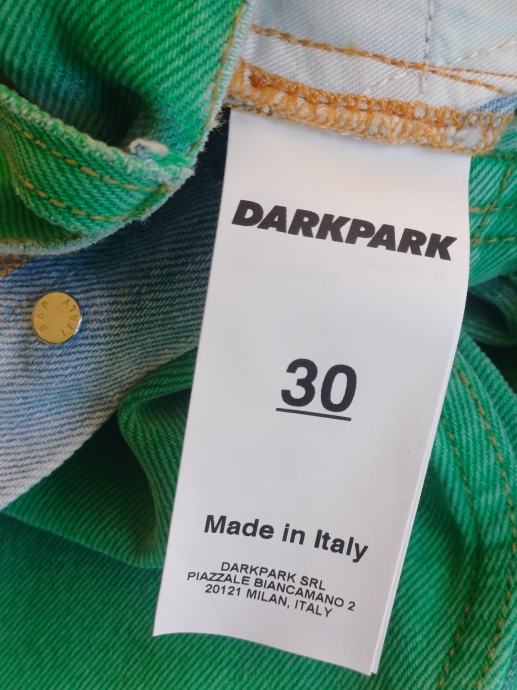 DARKPARK
30
Made in Italy
DARKPARK SRL
PIAZZALE BIANCAMANO 2
20121 MILAN, ITALY